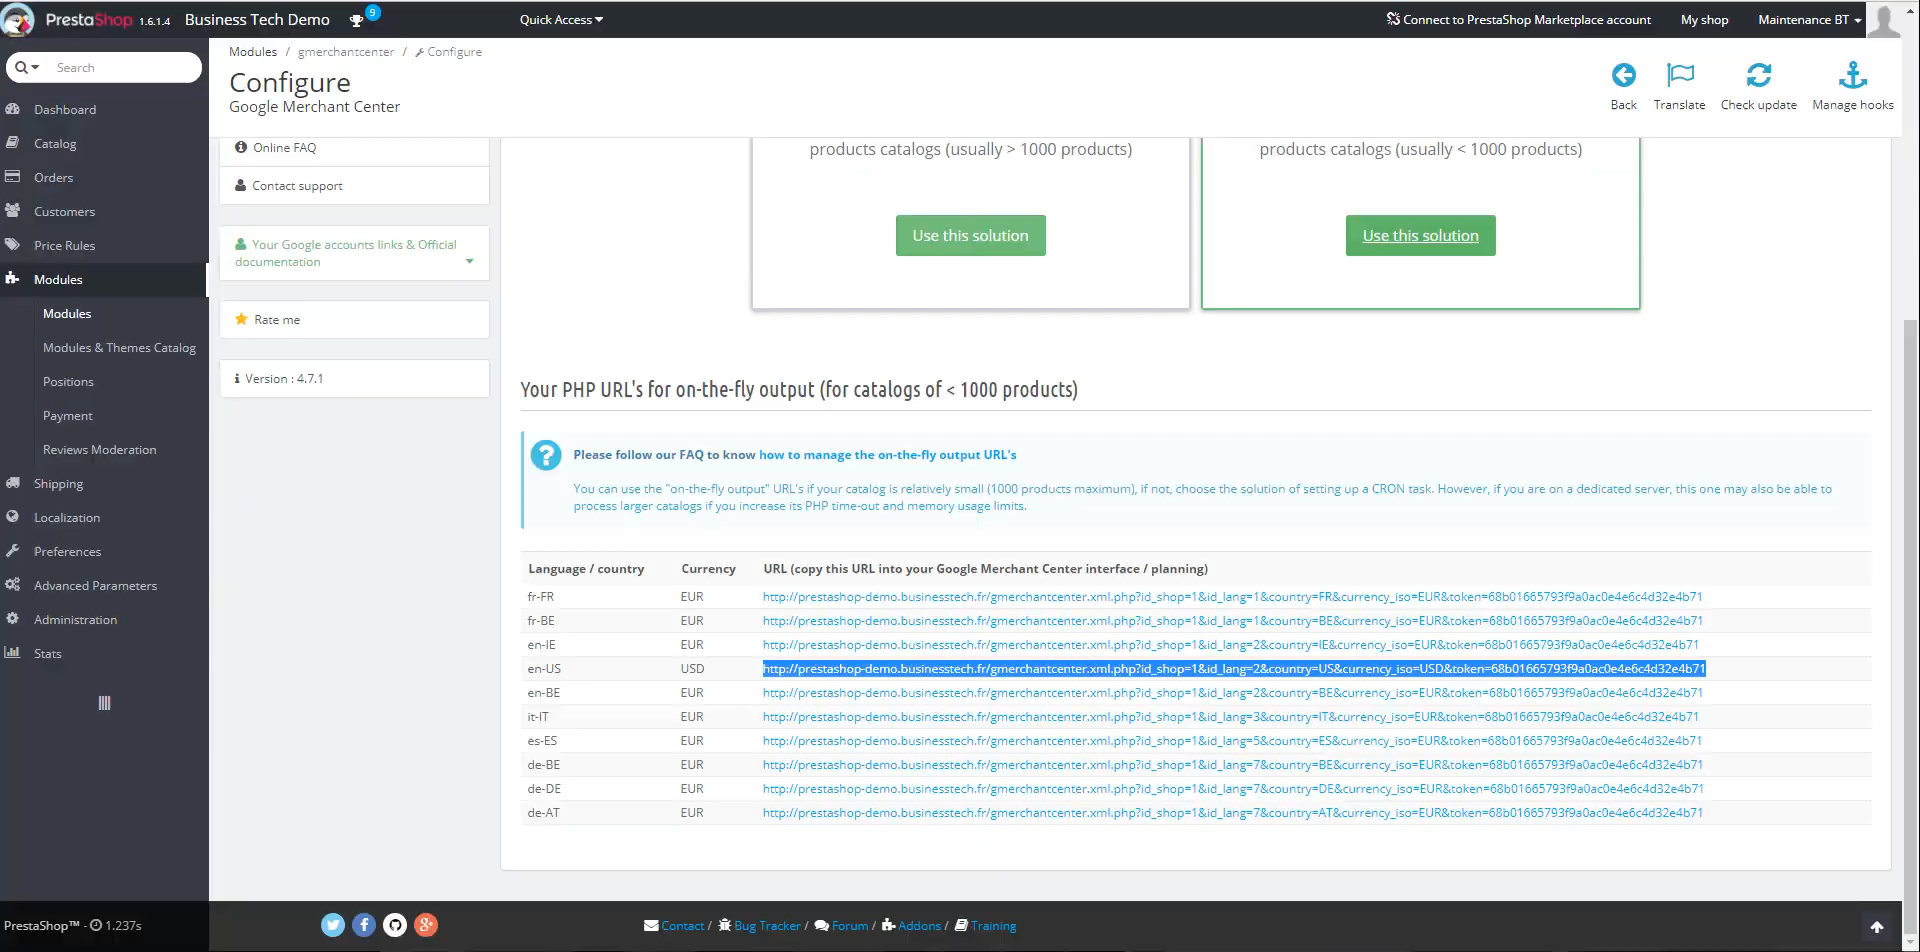 PrestaShop 1.6.1.4 Business Tech Demo 9 Quick Access Connect to PrestaShop Marketplace account My shop Maintenance BT
Search
Dashboard
Catalog
Orders
Customers
Price Rules
Modules
Modules
Modules & Themes Catalog
Positions
Payment
Reviews Moderation
Shipping
Localization
Preferences
Advanced Parameters
Administration
Stats
Modules / gmerchantcenter / Configure
Configure
Google Merchant Center
Back Translate Check update Manage hooks
Online FAQ
Contact support
Your Google accounts links & Official
documentation
Rate me
Version : 4.7.1
products catalogs (usually > 1000 products)
Use this solution
products catalogs (usually < 1000 products)
Use this solution
Your PHP URL's for on-the-fly output (for catalogs of < 1000 products)
Please follow our FAQ to know how to manage the on-the-fly output URL's
You can use the "on-the-fly output" URL's if your catalog is relatively small (1000 products maximum), if not, choose the solution of setting up a CRON task. However, if you are on a dedicated server, this one may also be able to
process larger catalogs if you increase its PHP time-out and memory usage limits.
Language / country Currency URL (copy this URL into your Google Merchant Center interface / planning)
fr-FR EUR http://prestashop-demo.businesstech.fr/gmerchantcenter.xml.php?id_shop=1&id_lang=1&country=FR&currency_iso=EUR&token=68b01665793f9a0ac0e4e6c4d32e4b71
fr-BE EUR http://prestashop-demo.businesstech.fr/gmerchantcenter.xml.php?id_shop=1&id_lang=1&country=BE&currency_iso=EUR&token=68b01665793f9a0ac0e4e6c4d32e4b71
en-IE EUR http://prestashop-demo.businesstech.fr/gmerchantcenter.xml.php?id_shop=1&id_lang=2&country=IE&currency_iso=EUR&token=68b01665793f9a0ac0e4e6c4d32e4b71
en-US USD http://prestashop-demo.businesstech.fr/gmerchantcenter.xml.php?id_shop=1&id_lang=2&country=US&currency_iso=USD&token=68b01665793f9a0ac0e4e6c4d32e4b71
en-BE EUR http://prestashop-demo.businesstech.fr/gmerchantcenter.xml.php?id_shop=1&id_lang=2&country=BE&currency_iso=EUR&token=68b01665793f9a0ac0e4e6c4d32e4b71
it-IT EUR http://prestashop-demo.businesstech.fr/gmerchantcenter.xml.php?id_shop=1&id_lang=3&country=IT&currency_iso=EUR&token=68b01665793f9a0ac0e4e6c4d32e4b71
es-ES EUR http://prestashop-demo.businesstech.fr/gmerchantcenter.xml.php?id_shop=1&id_lang=5&country=ES&currency_iso=EUR&token=68b01665793f9a0ac0e4e6c4d32e4b71
de-BE EUR http://prestashop-demo.businesstech.fr/gmerchantcenter.xml.php?id_shop=1&id_lang=7&country=BE&currency_iso=EUR&token=68b01665793f9a0ac0e4e6c4d32e4b71
de-DE EUR http://prestashop-demo.businesstech.fr/gmerchantcenter.xml.php?id_shop=1&id_lang=7&country=DE&currency_iso=EUR&token=68b01665793f9a0ac0e4e6c4d32e4b71
de-AT EUR http://prestashop-demo.businesstech.fr/gmerchantcenter.xml.php?id_shop=1&id_lang=7&country=AT&currency_iso=EUR&token=68b01665793f9a0ac0e4e6c4d32e4b71
PrestaShop™ - 1.237s Contact / Bug Tracker / Forum / Addons / Training